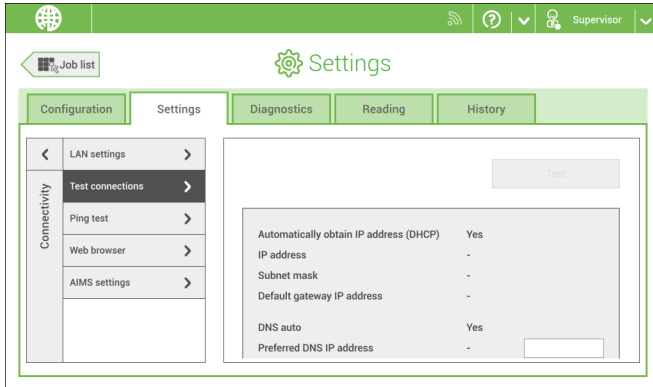 Supervisor
Job list
Settings
Configuration
Settings
Diagnostics
Reading
History
Connectivity
LAN settings
Test connections
Ping test
Web browser
AIMS settings
Test
Automatically obtain IP address (DHCP) Yes
IP address -
Subnet mask -
Default gateway IP address -
DNS auto Yes
Preferred DNS IP address -